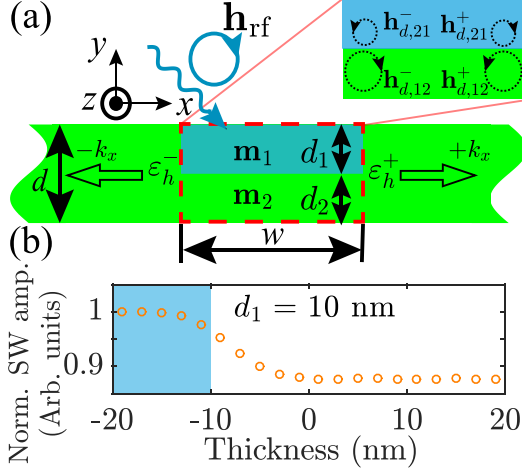 (a)
h_rf
h⁻_d,21 h⁺_d,21
h⁻_d,12 h⁺_d,12
y
z x
-k_x ε⁻_h m₁ d₁ ε⁺_h +k_x
d m₂ d₂
w
(b)
Norm. SW amp.
(Arb. units)
d₁ = 10 nm
1
0.9
-20 -10 0 10 20
Thickness (nm)